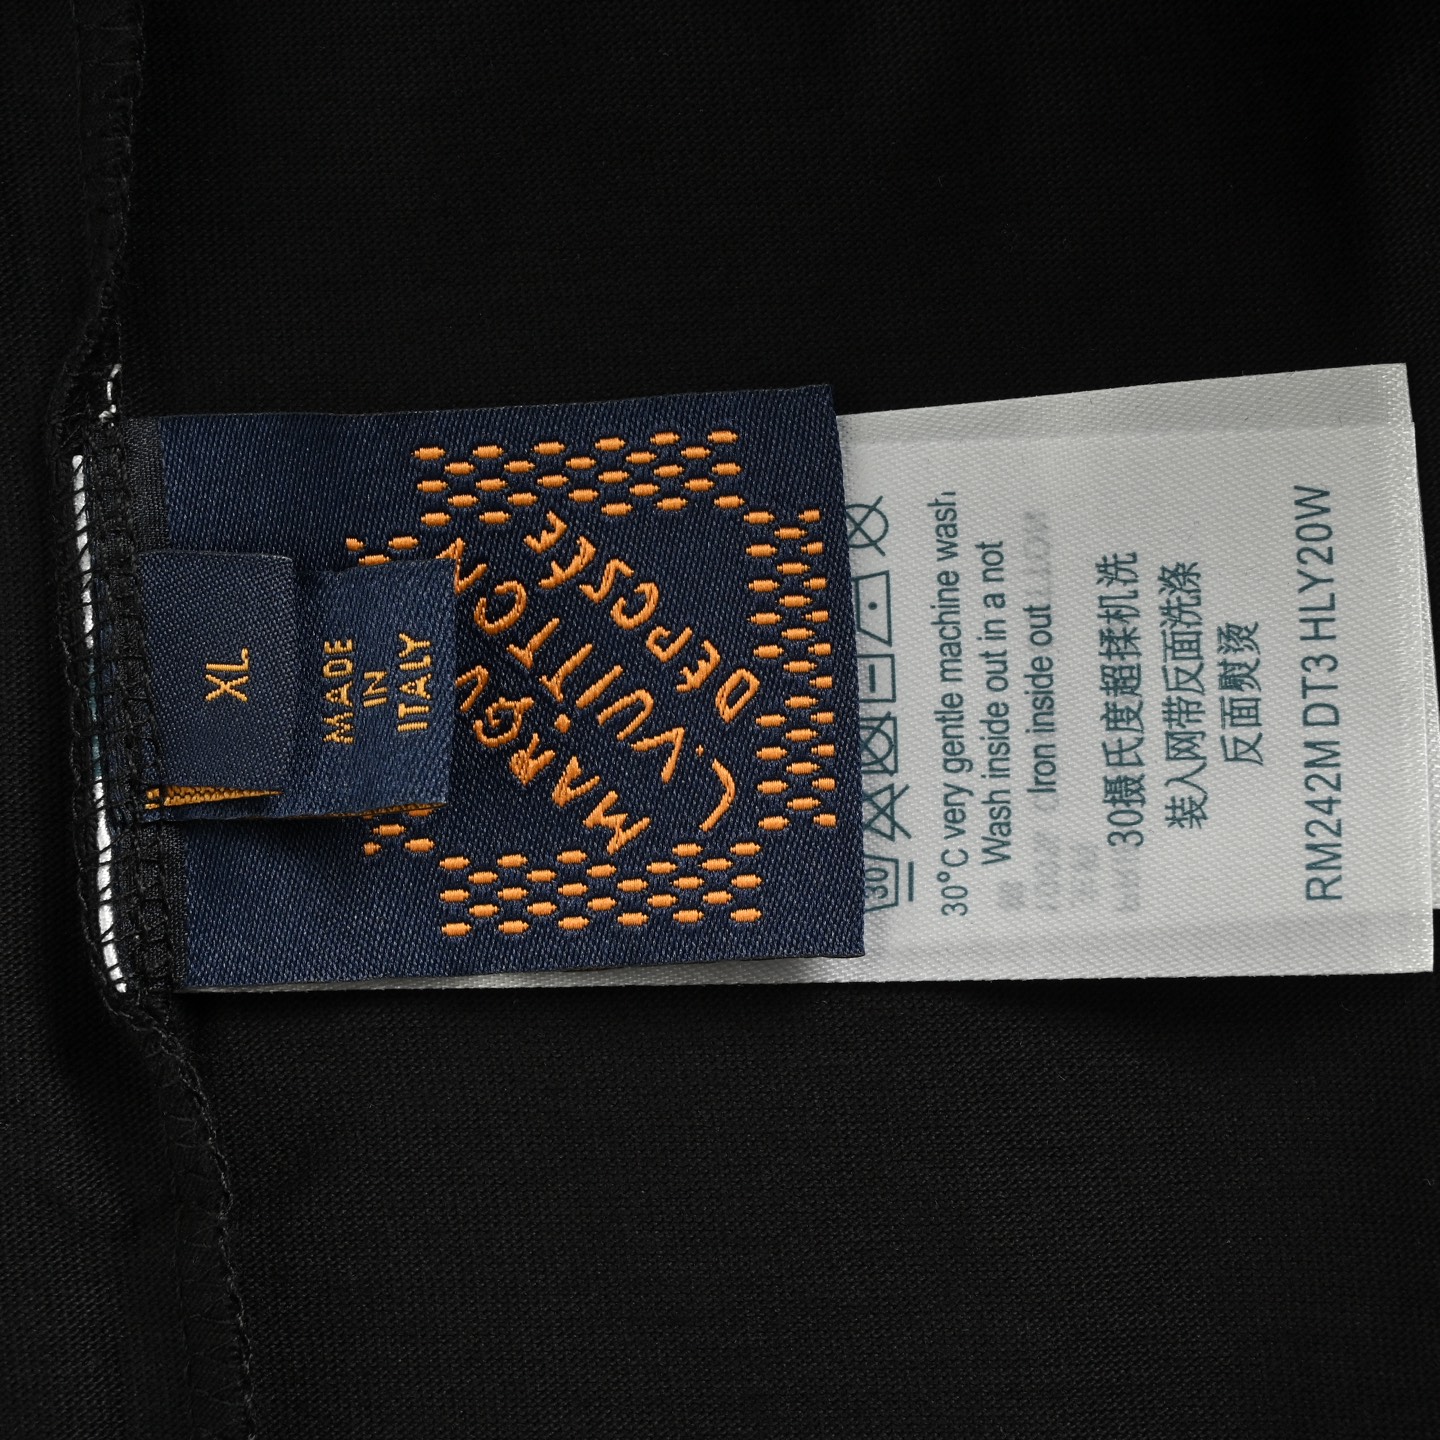 XL
MADE
IN
ITALY
MARQUE
L.VUITTON
DEPOSÉE
30
30°C very gentle machine wash
Wash inside out in a not
Iron inside out
30摄氏度超揉机洗
装入网带反面洗涤
反面熨烫
RM242M DT3 HLY20W